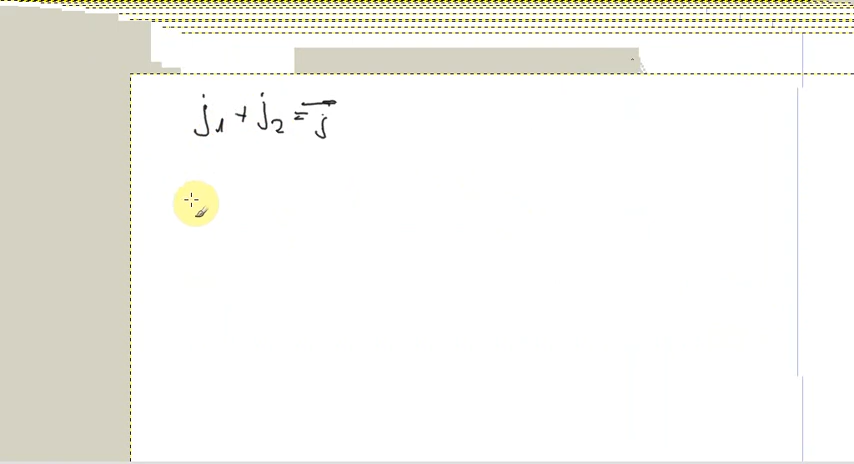 j₁ + j₂ = j⃗